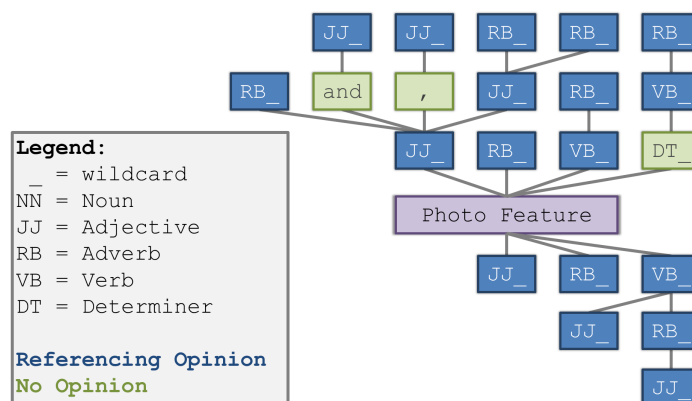 JJ_ JJ_ RB_ RB_ RB_
RB_ and , JJ_ RB_ VB_
JJ_ RB_ VB_ DT_
Photo Feature
JJ_ RB_ VB_
JJ_ RB_
JJ_
Legend:
_ = wildcard
NN = Noun
JJ = Adjective
RB = Adverb
VB = Verb
DT = Determiner
Referencing Opinion
No Opinion